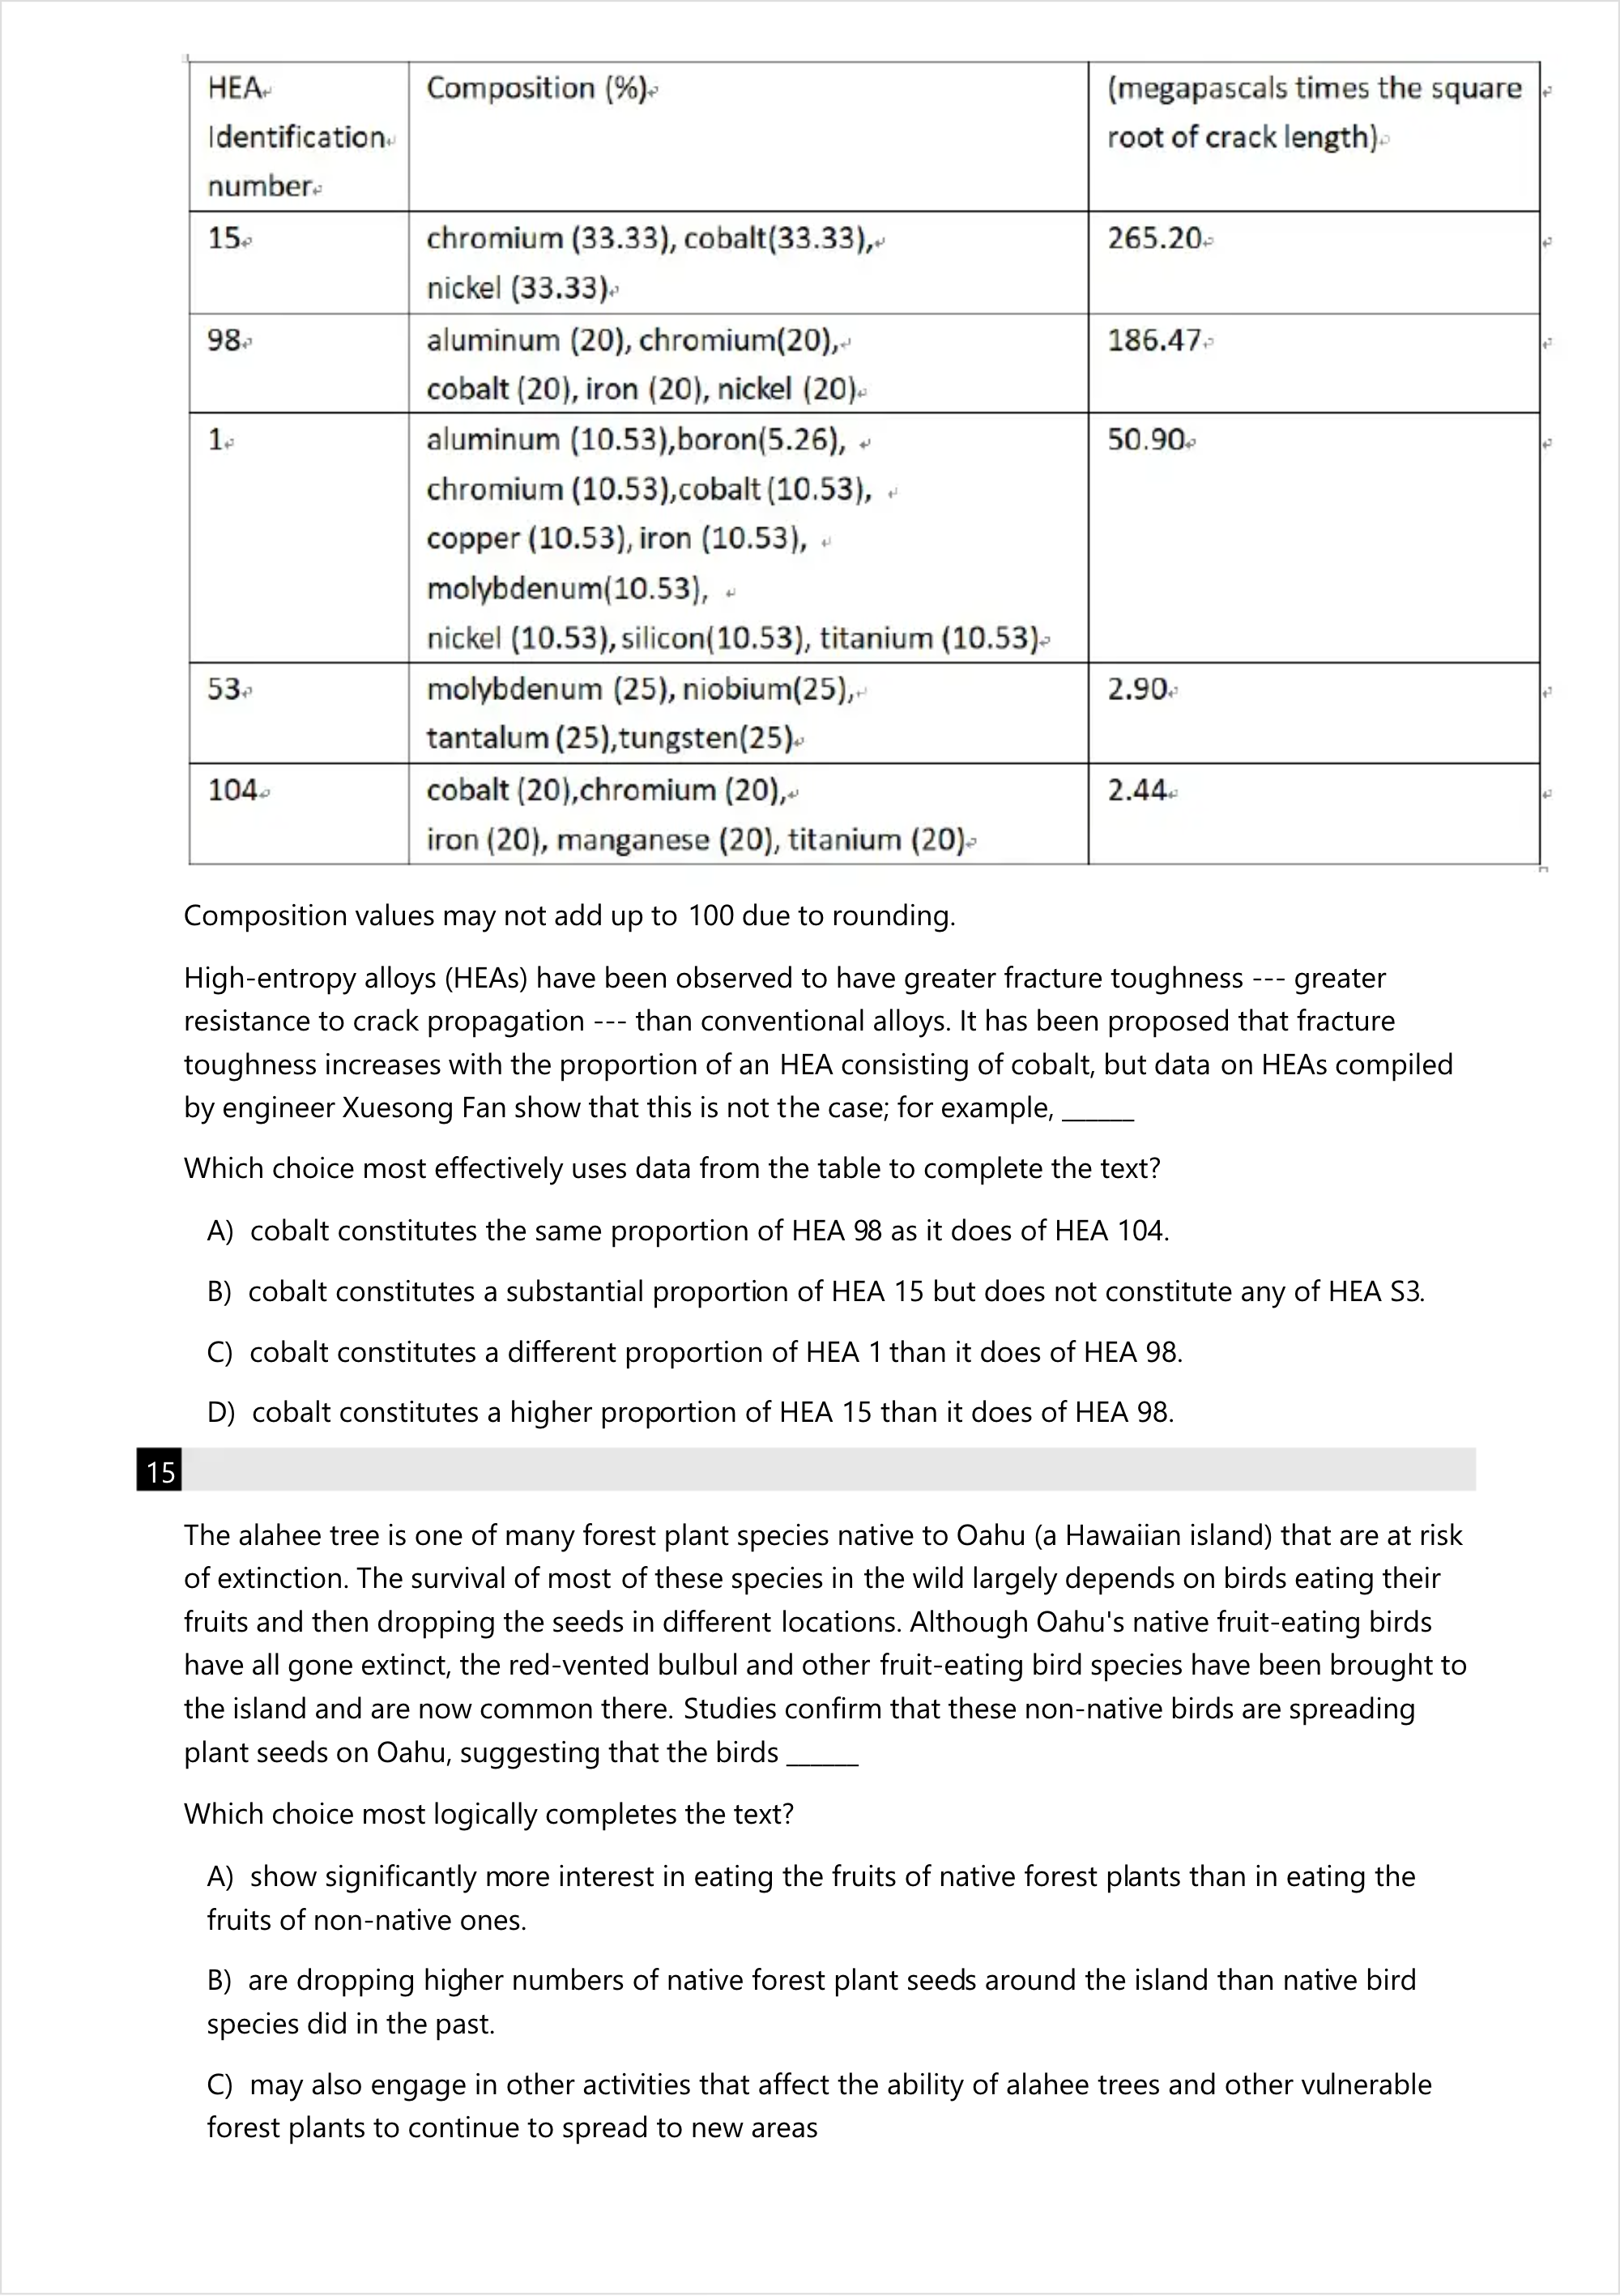 HEA Identification number
Composition (%)
(megapascals times the square root of crack length)
15
chromium (33.33), cobalt(33.33),
nickel (33.33)
265.20
98
aluminum (20), chromium(20),
cobalt (20), iron (20), nickel (20)
186.47
1
aluminum (10.53),boron(5.26),
chromium (10.53),cobalt (10.53),
copper (10.53), iron (10.53),
molybdenum(10.53),
nickel (10.53), silicon(10.53), titanium (10.53)
50.90
53
molybdenum (25), niobium(25),
tantalum (25),tungsten(25)
2.90
104
cobalt (20),chromium (20),
iron (20), manganese (20), titanium (20)
2.44
Composition values may not add up to 100 due to rounding.
High-entropy alloys (HEAs) have been observed to have greater fracture toughness --- greater
resistance to crack propagation --- than conventional alloys. It has been proposed that fracture
toughness increases with the proportion of an HEA consisting of cobalt, but data on HEAs compiled
by engineer Xuesong Fan show that this is not the case; for example, ______
Which choice most effectively uses data from the table to complete the text?
A) cobalt constitutes the same proportion of HEA 98 as it does of HEA 104.
B) cobalt constitutes a substantial proportion of HEA 15 but does not constitute any of HEA S3.
C) cobalt constitutes a different proportion of HEA 1 than it does of HEA 98.
D) cobalt constitutes a higher proportion of HEA 15 than it does of HEA 98.
15
The alahee tree is one of many forest plant species native to Oahu (a Hawaiian island) that are at risk
of extinction. The survival of most of these species in the wild largely depends on birds eating their
fruits and then dropping the seeds in different locations. Although Oahu's native fruit-eating birds
have all gone extinct, the red-vented bulbul and other fruit-eating bird species have been brought to
the island and are now common there. Studies confirm that these non-native birds are spreading
plant seeds on Oahu, suggesting that the birds ______
Which choice most logically completes the text?
A) show significantly more interest in eating the fruits of native forest plants than in eating the
fruits of non-native ones.
B) are dropping higher numbers of native forest plant seeds around the island than native bird
species did in the past.
C) may also engage in other activities that affect the ability of alahee trees and other vulnerable
forest plants to continue to spread to new areas